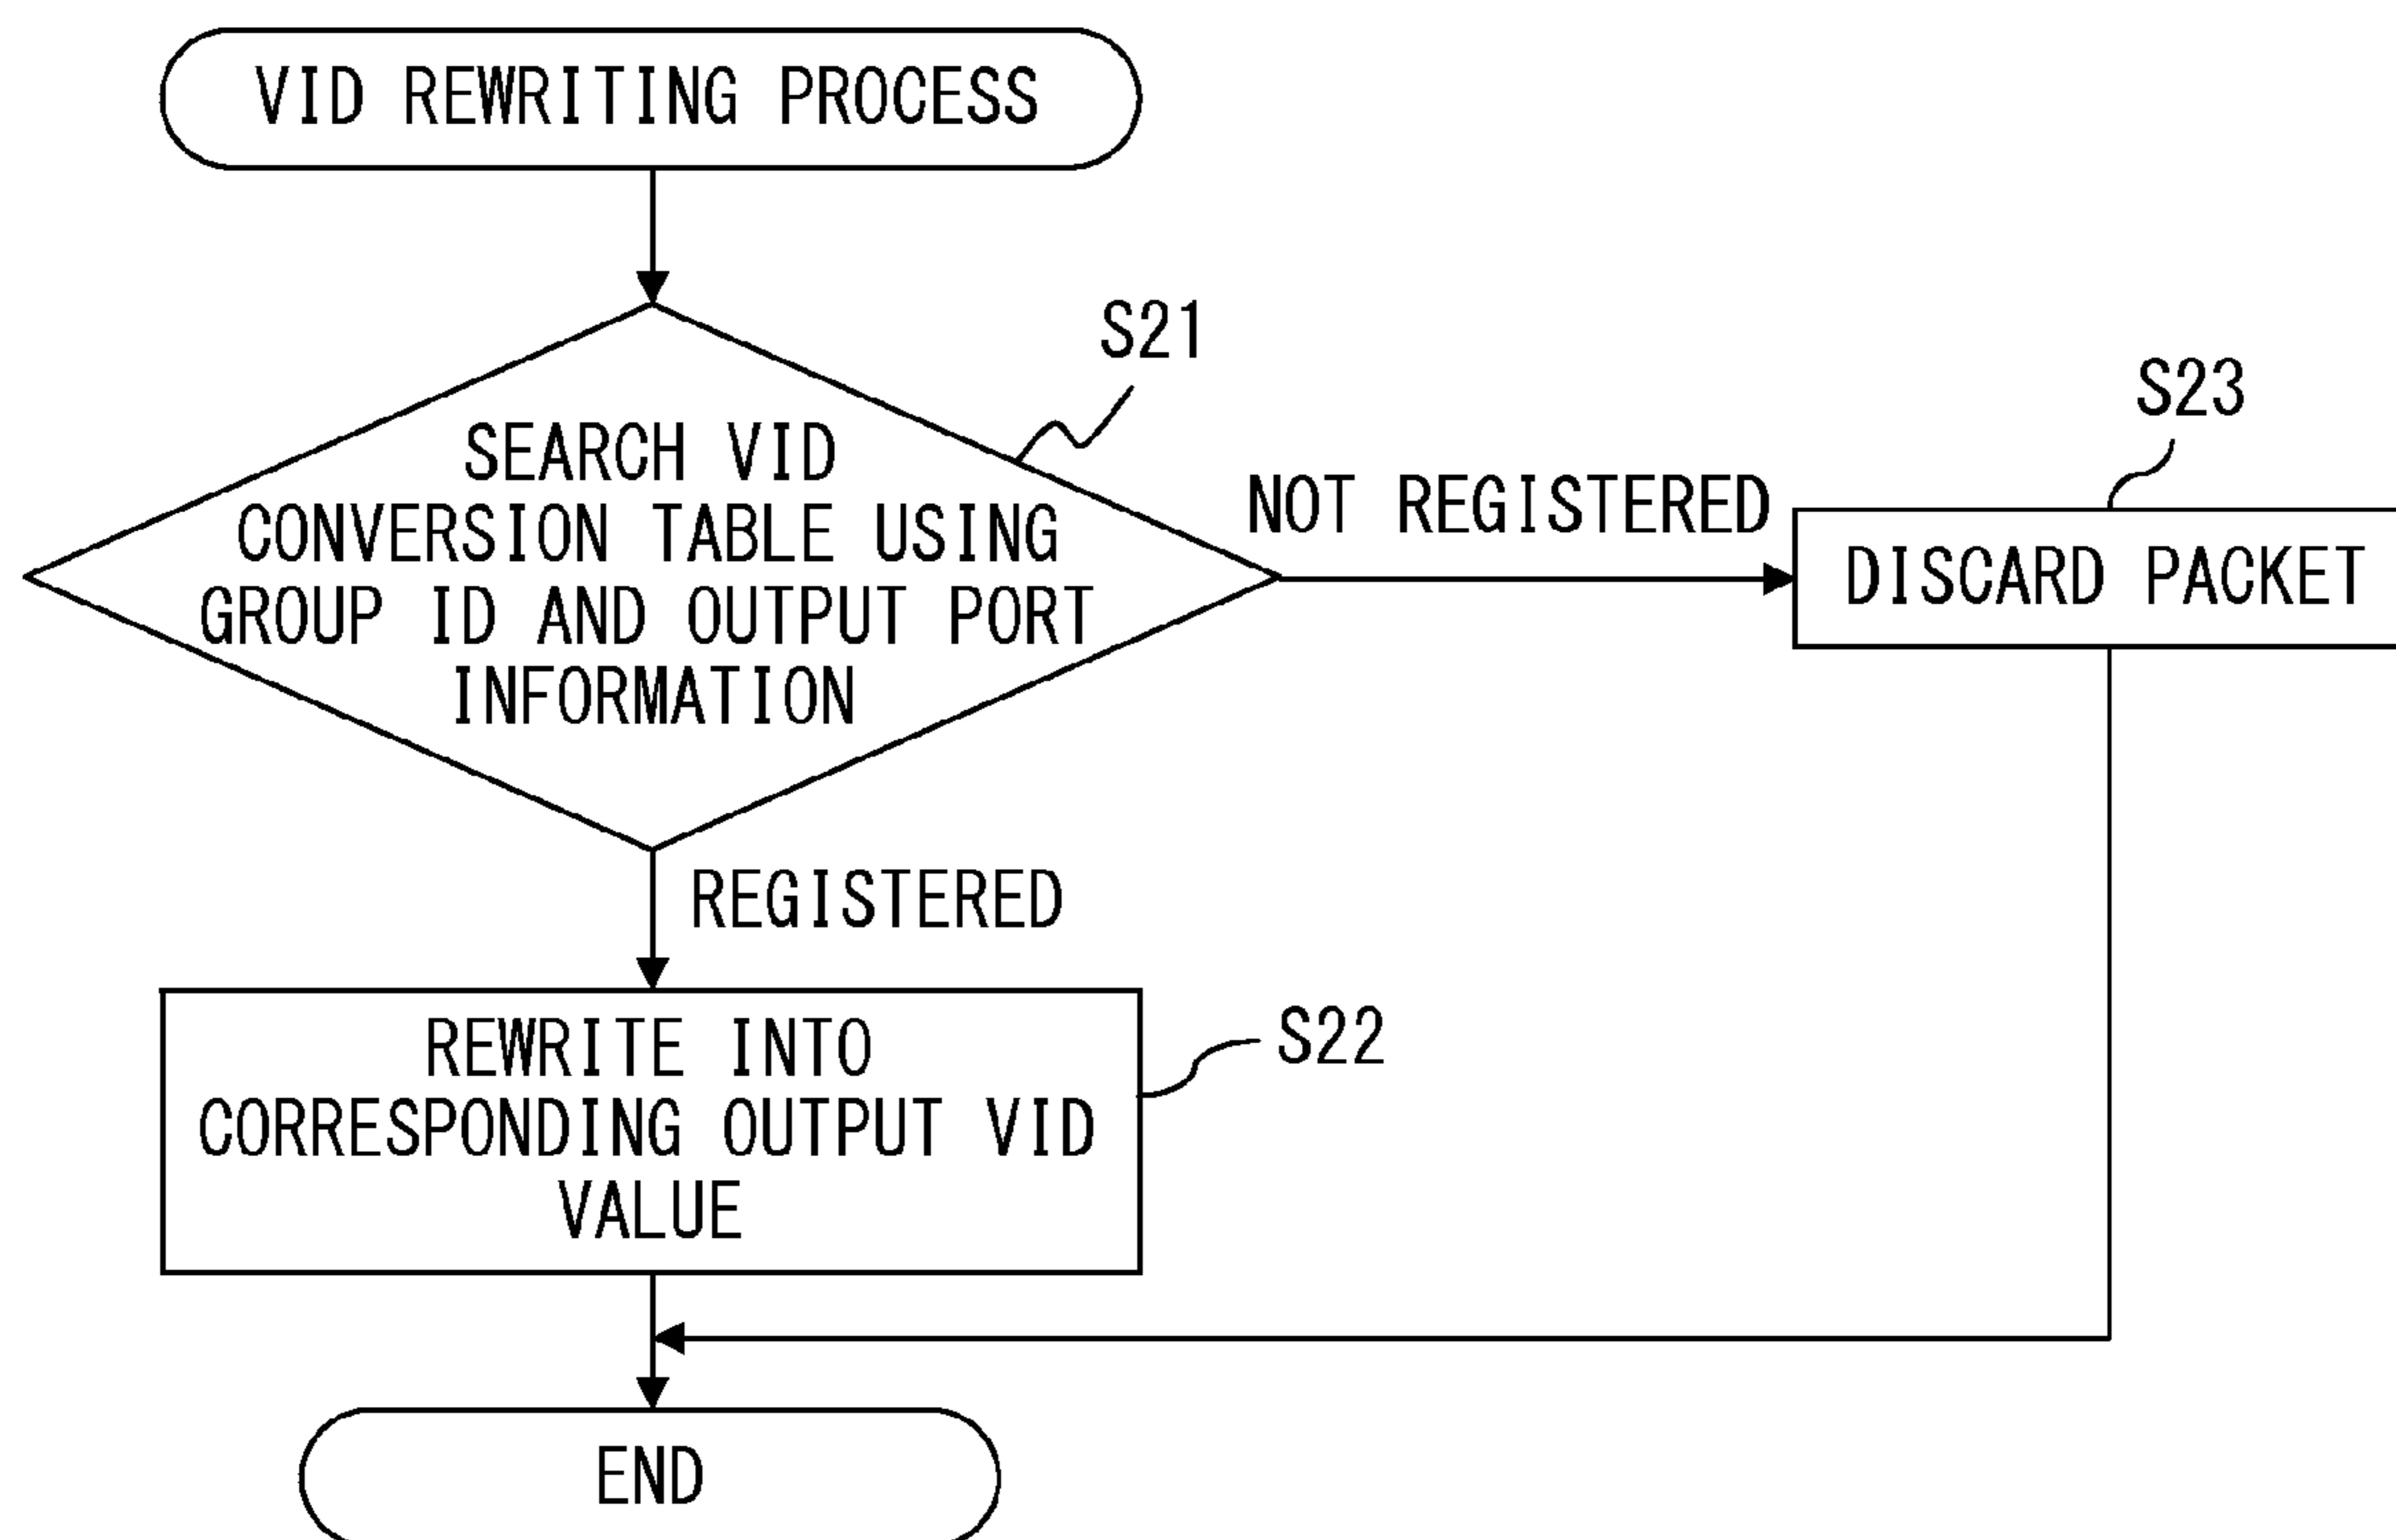 VID REWRITING PROCESS
S21
SEARCH VID
CONVERSION TABLE USING
GROUP ID AND OUTPUT PORT
INFORMATION
NOT REGISTERED
S23
DISCARD PACKET
REGISTERED
REWRITE INTO
CORRESPONDING OUTPUT VID
VALUE
S22
END